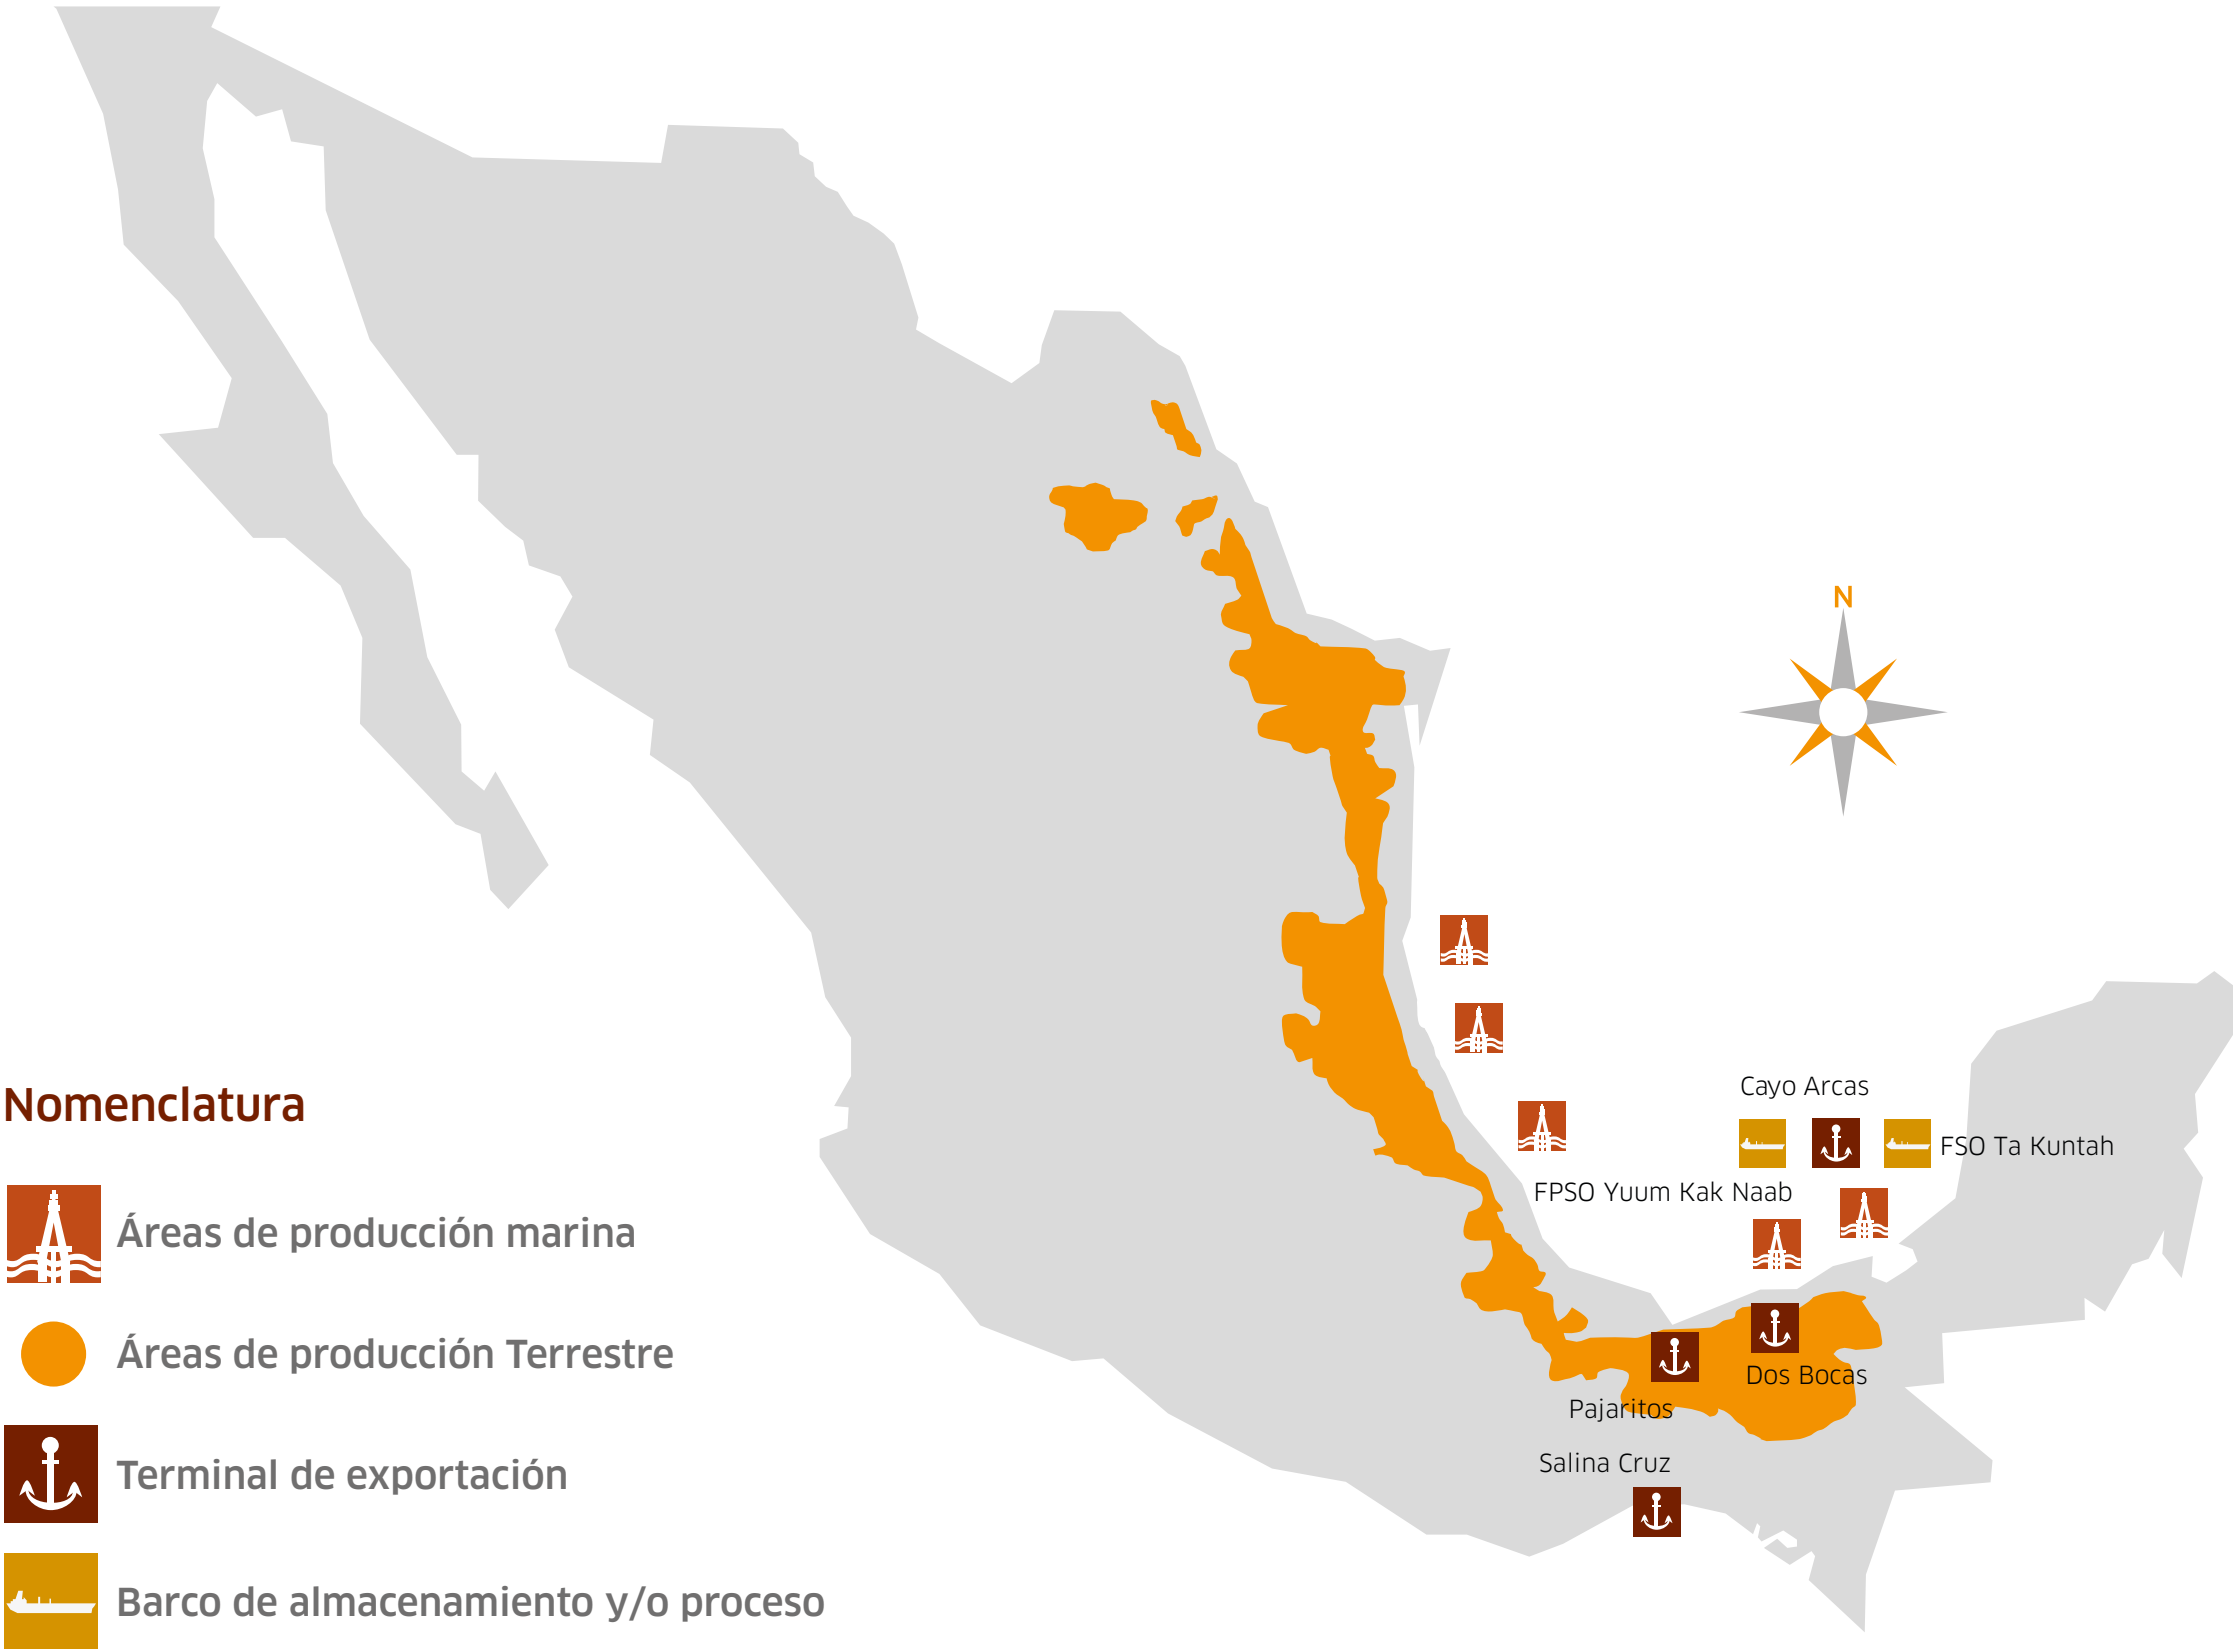 N
Cayo Arcas
FSO Ta Kuntah
FPSO Yuum Kak Naab
Dos Bocas
Pajaritos
Salina Cruz
Nomenclatura
Áreas de producción marina
Áreas de producción Terrestre
Terminal de exportación
Barco de almacenamiento y/o proceso